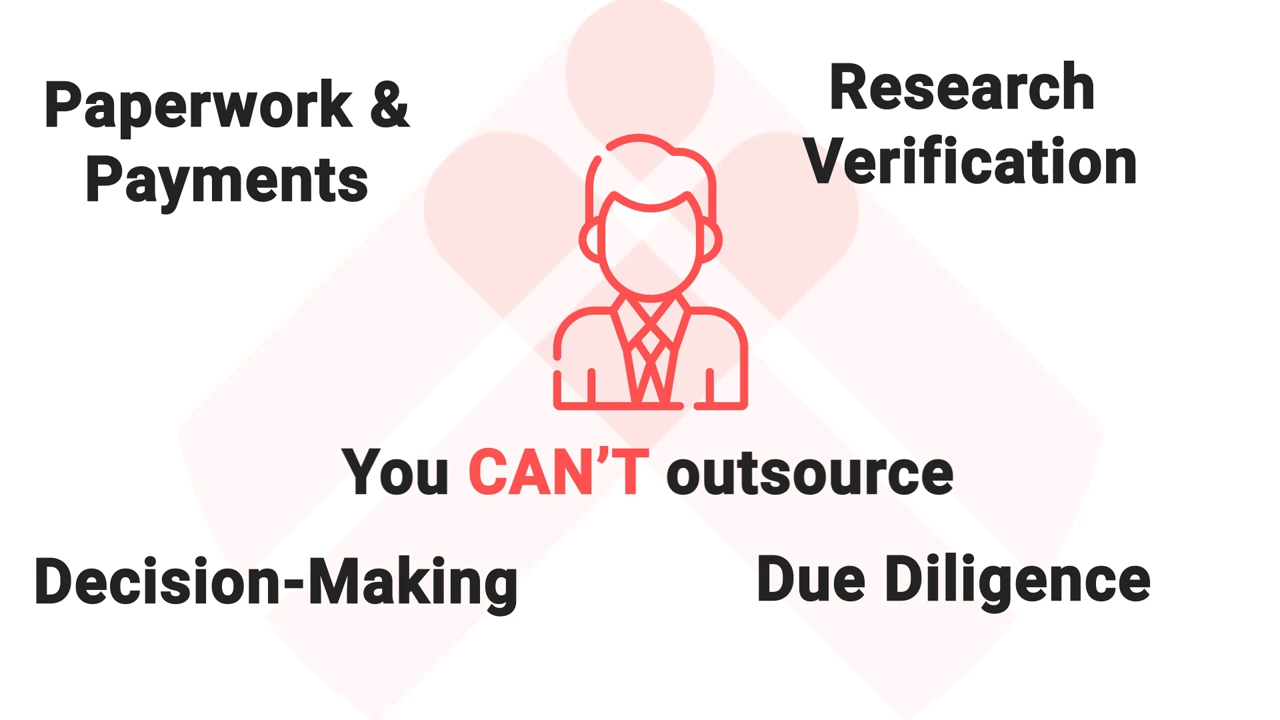 Paperwork &
Payments
Research
Verification
You CAN’T outsource
Decision-Making
Due Diligence